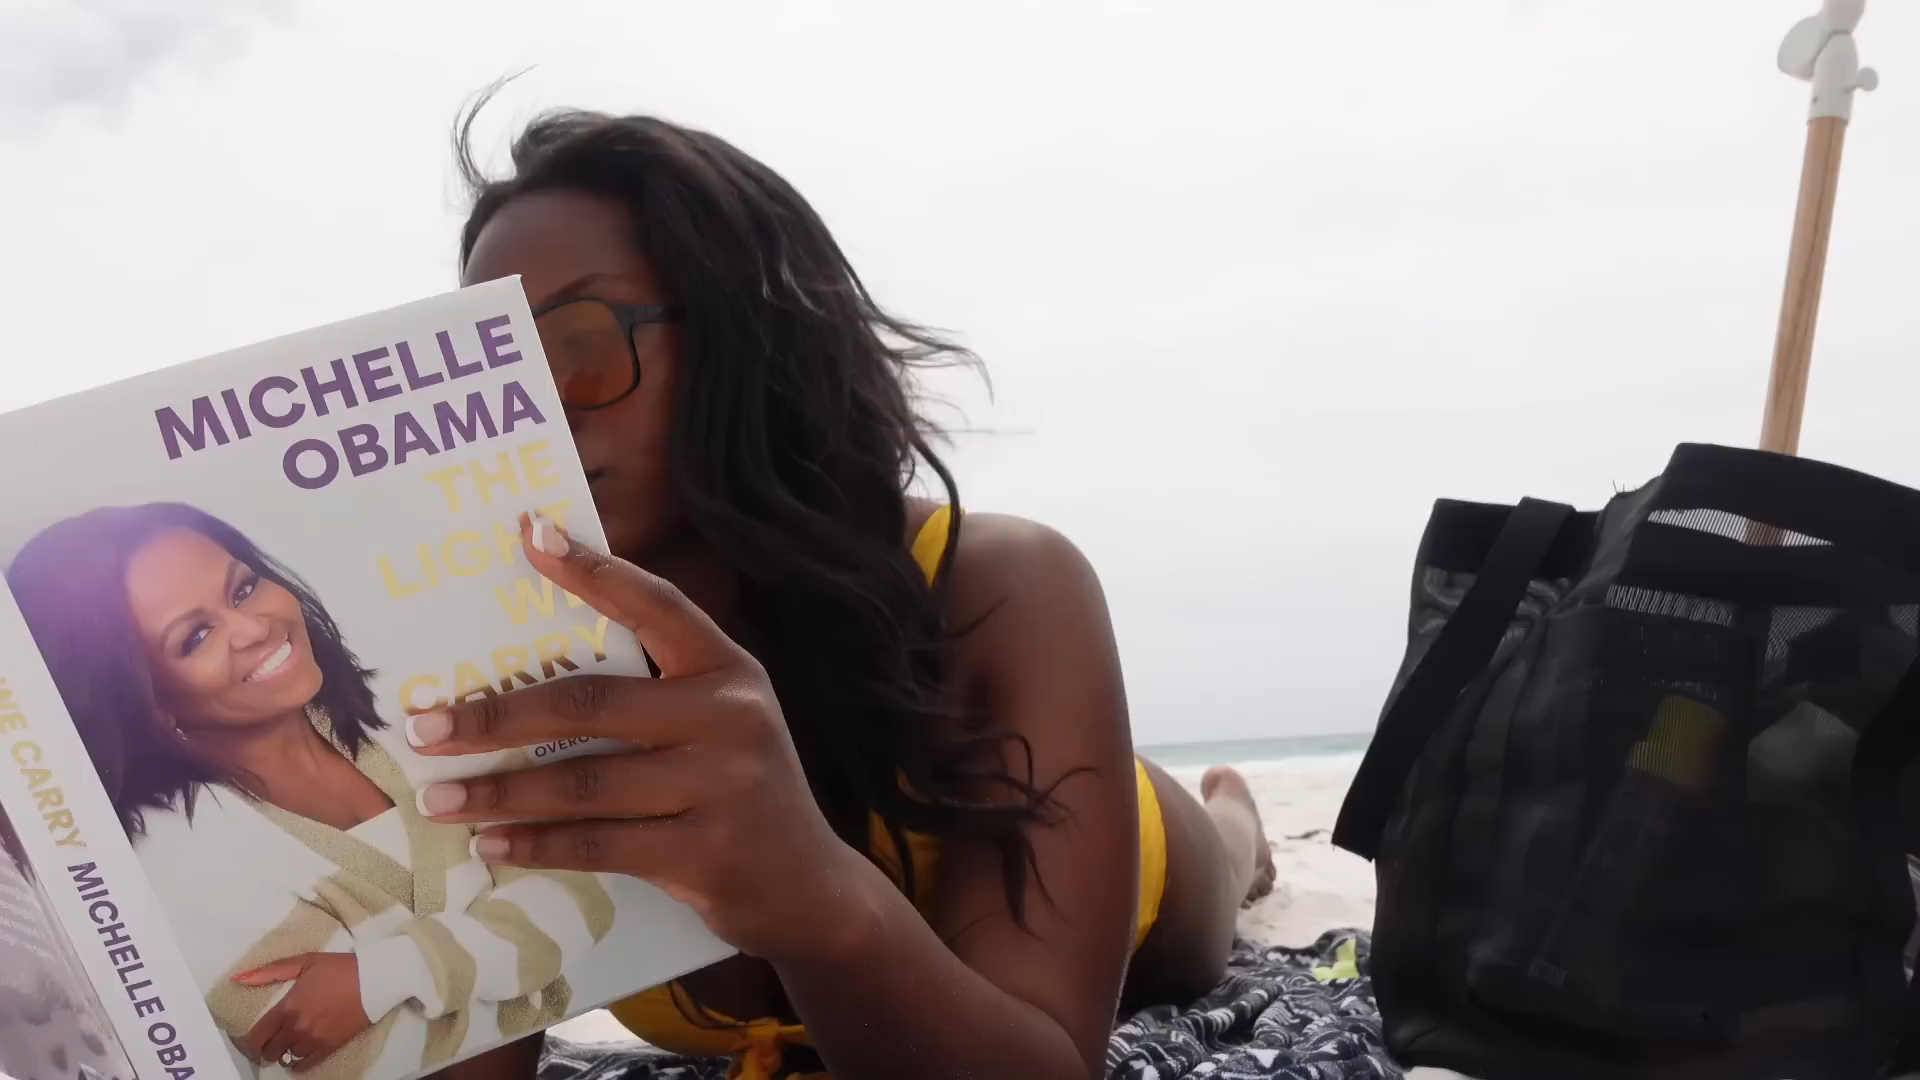 MICHELLE
OBAMA
THE
LIGHT
WE
CARRY
WE CARRY MICHELLE OBA